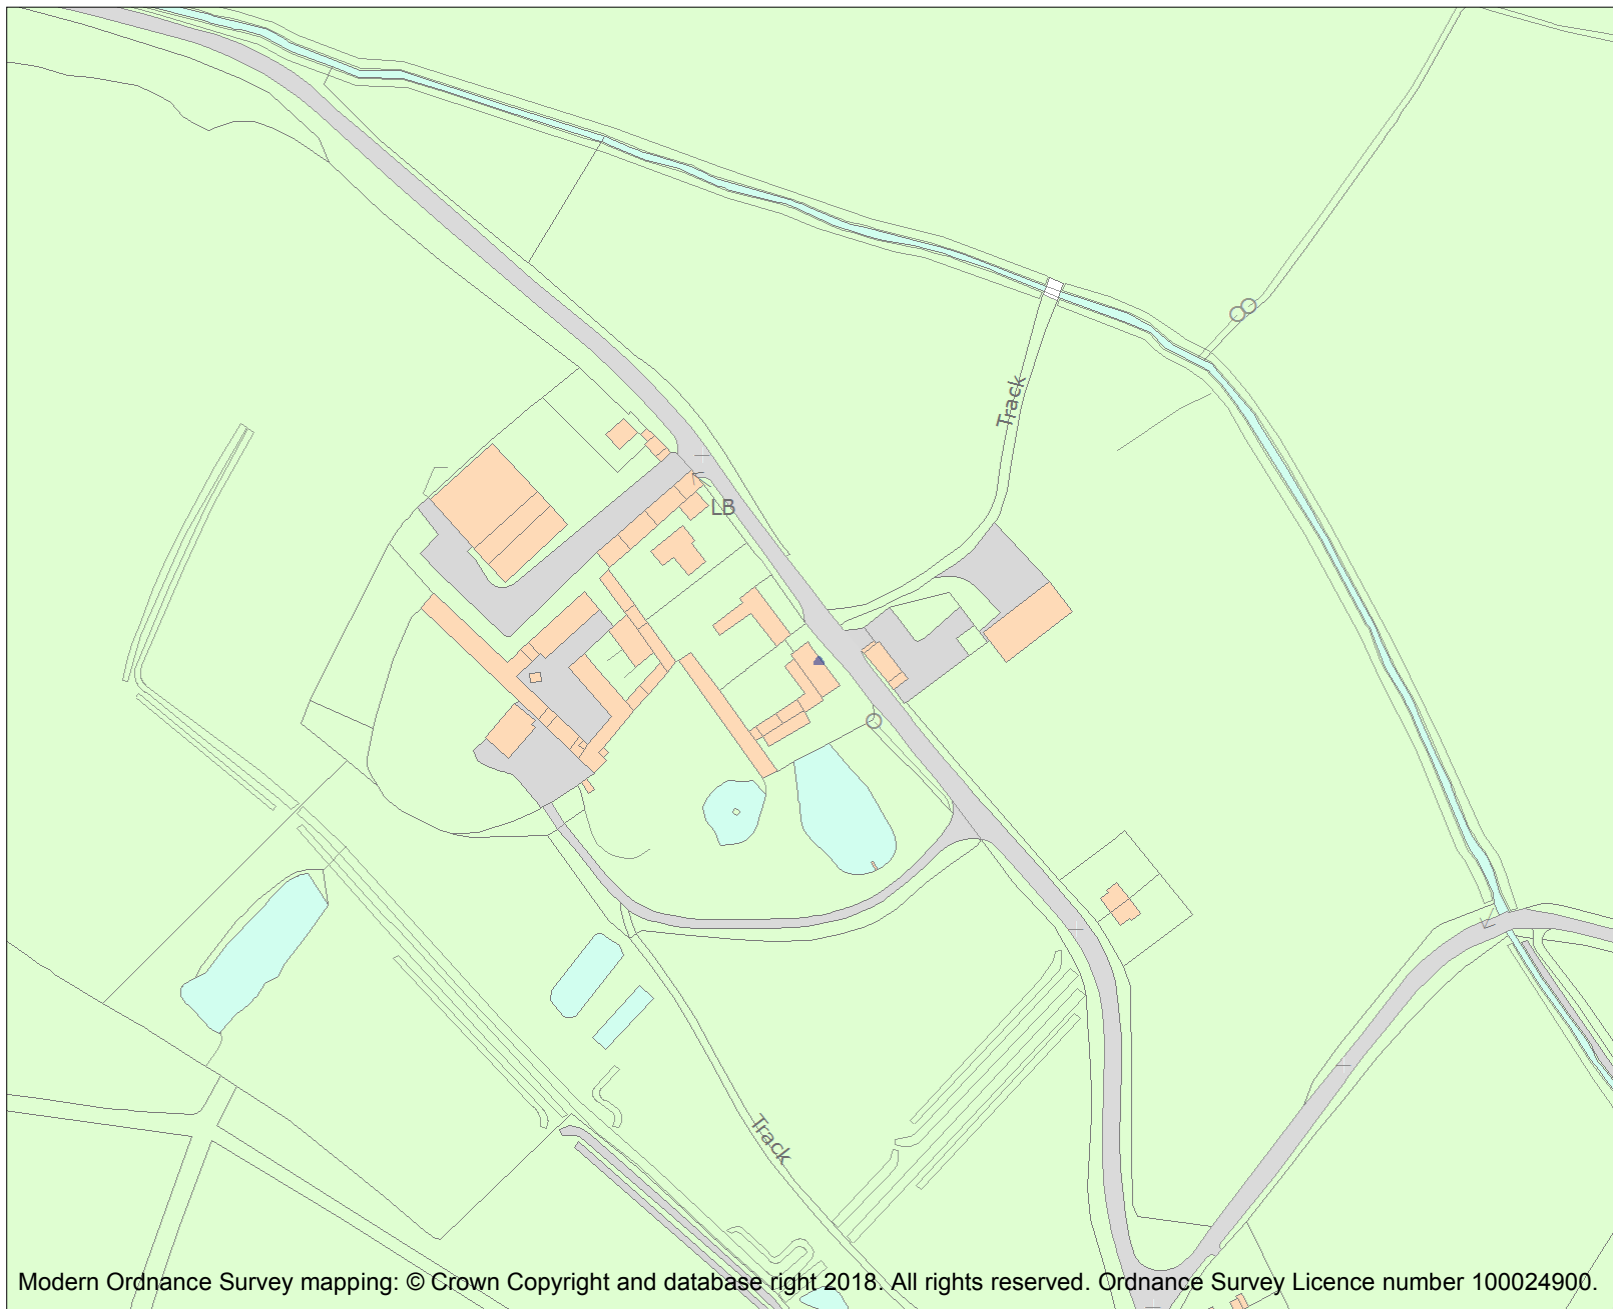 Track
LB
Track
Modern Ordnance Survey mapping: © Crown Copyright and database right 2018. All rights reserved. Ordnance Survey Licence number 100024900.